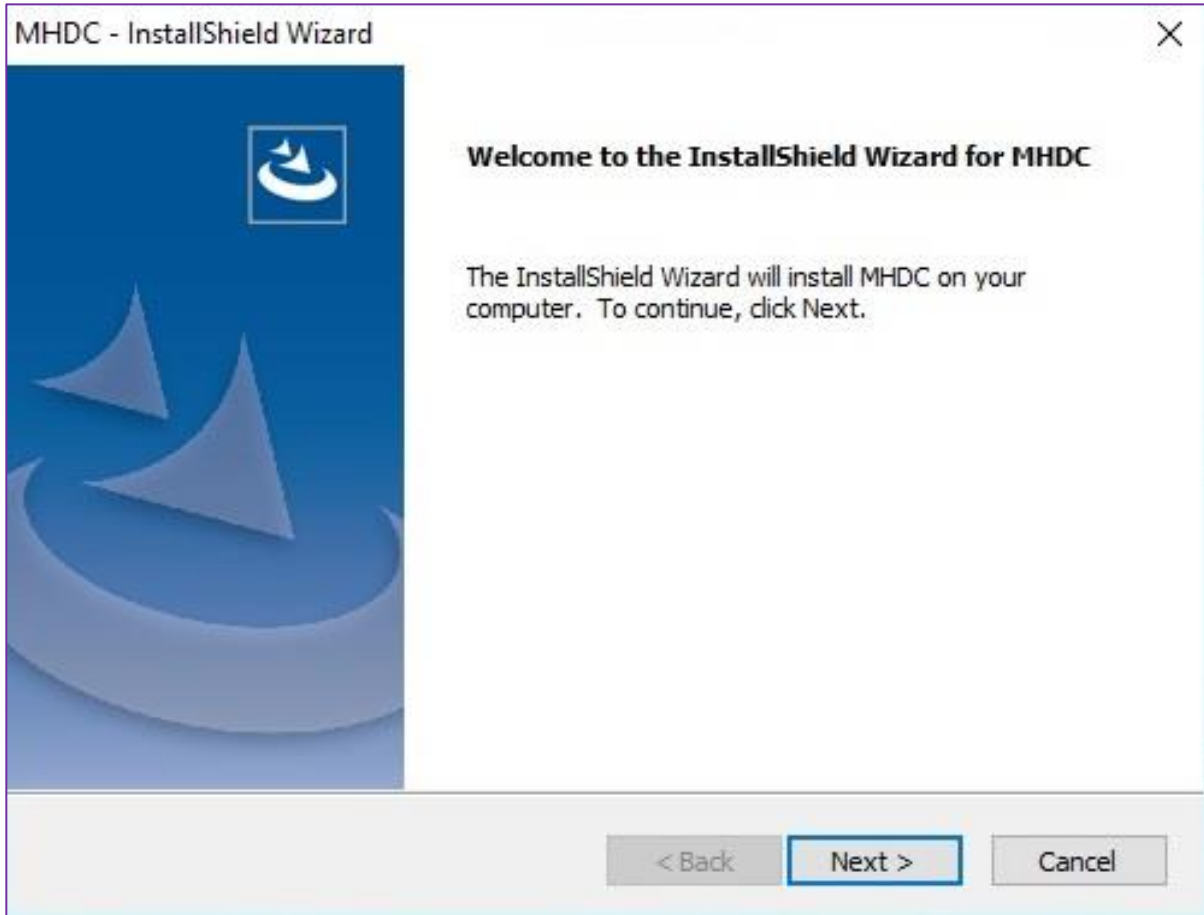 MHDC - InstallShield Wizard
Welcome to the InstallShield Wizard for MHDC
The InstallShield Wizard will install MHDC on your
computer.  To continue, click Next.
< Back
Next >
Cancel